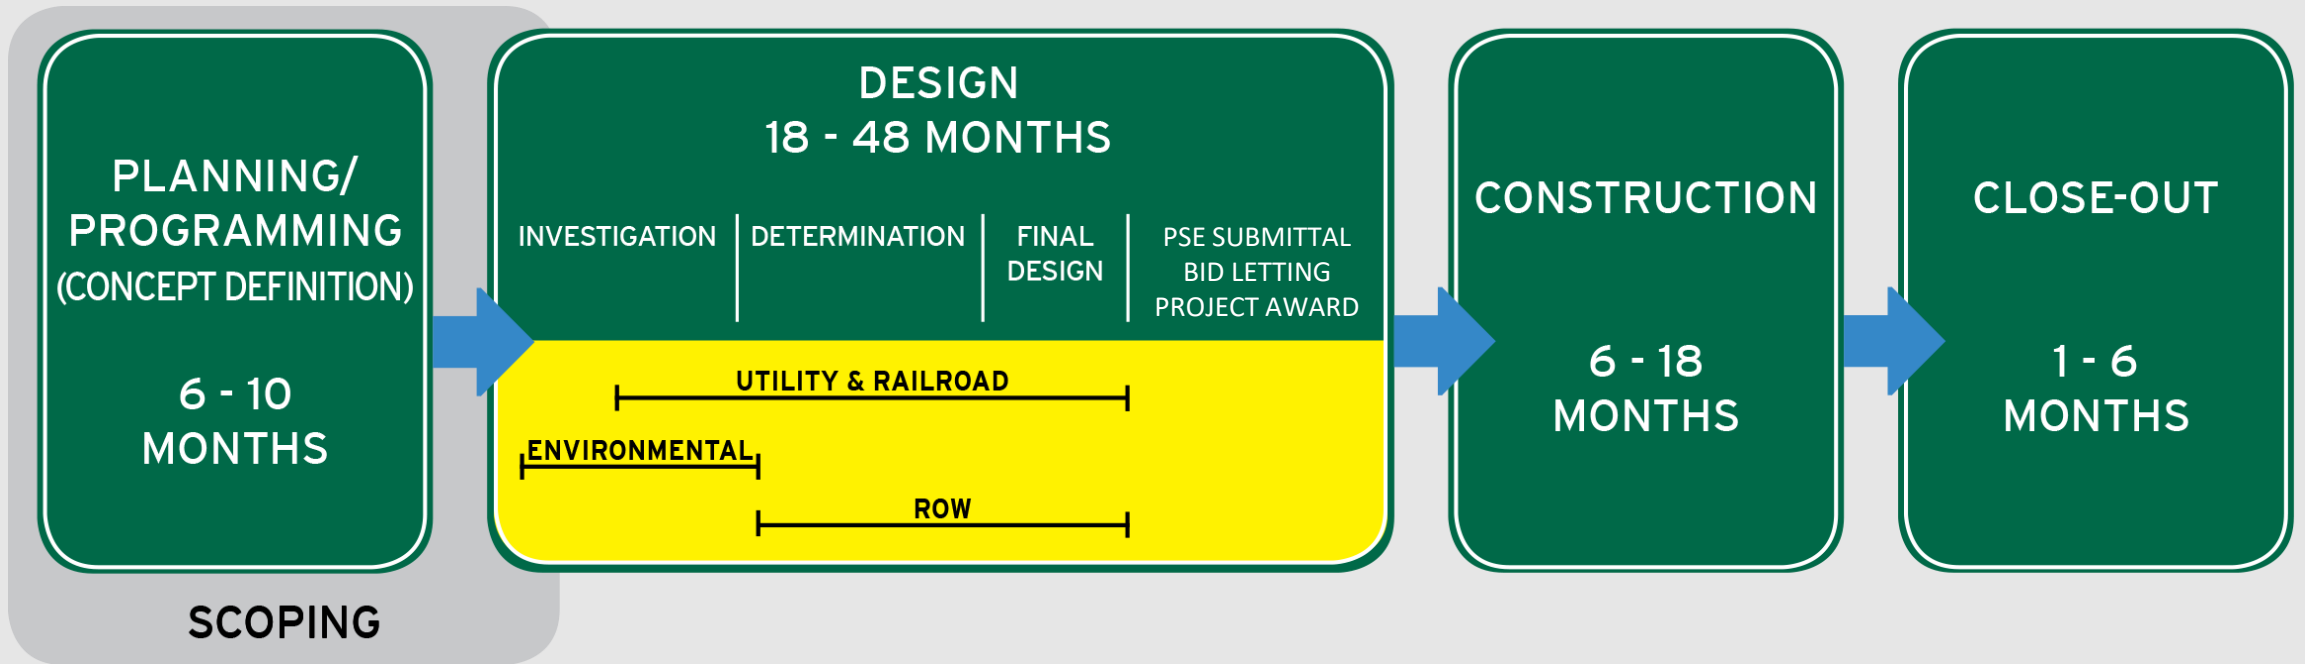 PLANNING/
PROGRAMMING
(CONCEPT DEFINITION)
6 - 10
MONTHS
SCOPING
DESIGN
18 - 48 MONTHS
INVESTIGATION
DETERMINATION
FINAL
DESIGN
PSE SUBMITTAL
BID LETTING
PROJECT AWARD
UTILITY & RAILROAD
ENVIRONMENTAL
ROW
CONSTRUCTION
6 - 18
MONTHS
CLOSE-OUT
1 - 6
MONTHS